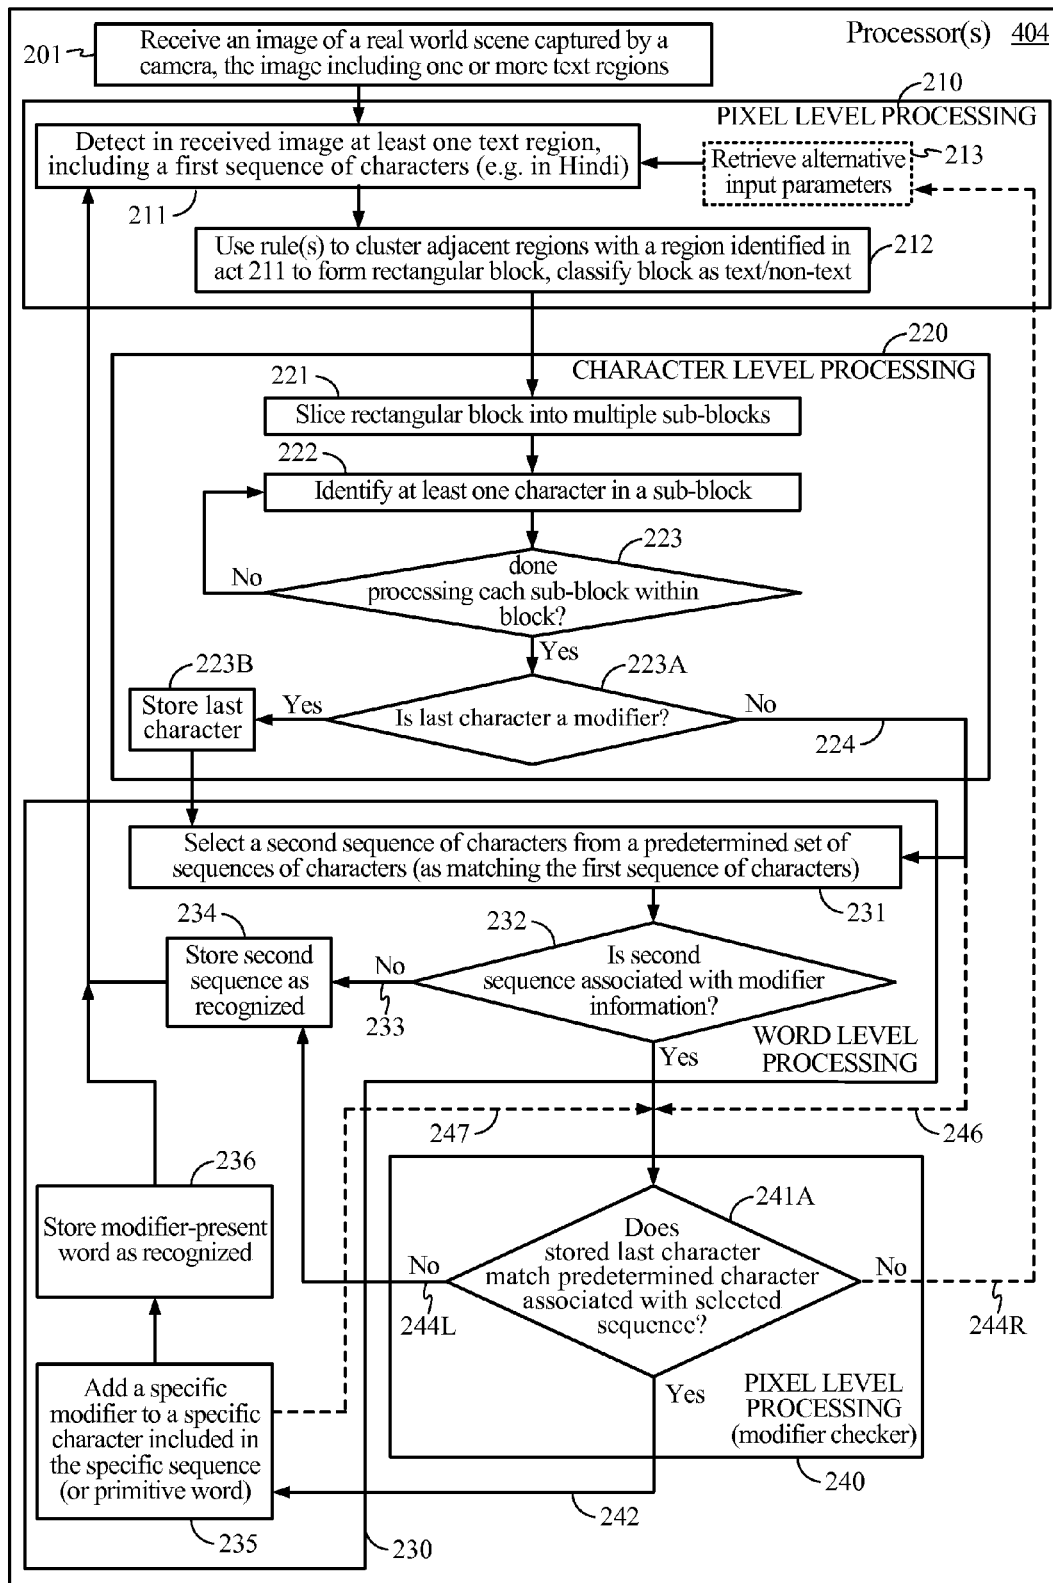 Processor(s) 404
201
Receive an image of a real world scene captured by a
camera, the image including one or more text regions
210
PIXEL LEVEL PROCESSING
Detect in received image at least one text region,
including a first sequence of characters (e.g. in Hindi)
211
Retrieve alternative
input parameters
213
Use rule(s) to cluster adjacent regions with a region identified in
act 211 to form rectangular block, classify block as text/non-text
212
220
CHARACTER LEVEL PROCESSING
221
Slice rectangular block into multiple sub-blocks
222
Identify at least one character in a sub-block
223
No
done
processing each sub-block within
block?
Yes
223A
223B
Store last
character
Yes
Is last character a modifier?
No
224
Select a second sequence of characters from a predetermined set of
sequences of characters (as matching the first sequence of characters)
231
234
232
Store second
sequence as
recognized
No
233
Is second
sequence associated with modifier
information?
WORD LEVEL
PROCESSING
Yes
247
246
236
Store modifier-present
word as recognized
241A
Does
stored last character
match predetermined character
associated with selected
sequence?
No
244L
No
244R
Yes
PIXEL LEVEL
PROCESSING
(modifier checker)
240
Add a specific
modifier to a specific
character included in
the specific sequence
(or primitive word)
235
242
230